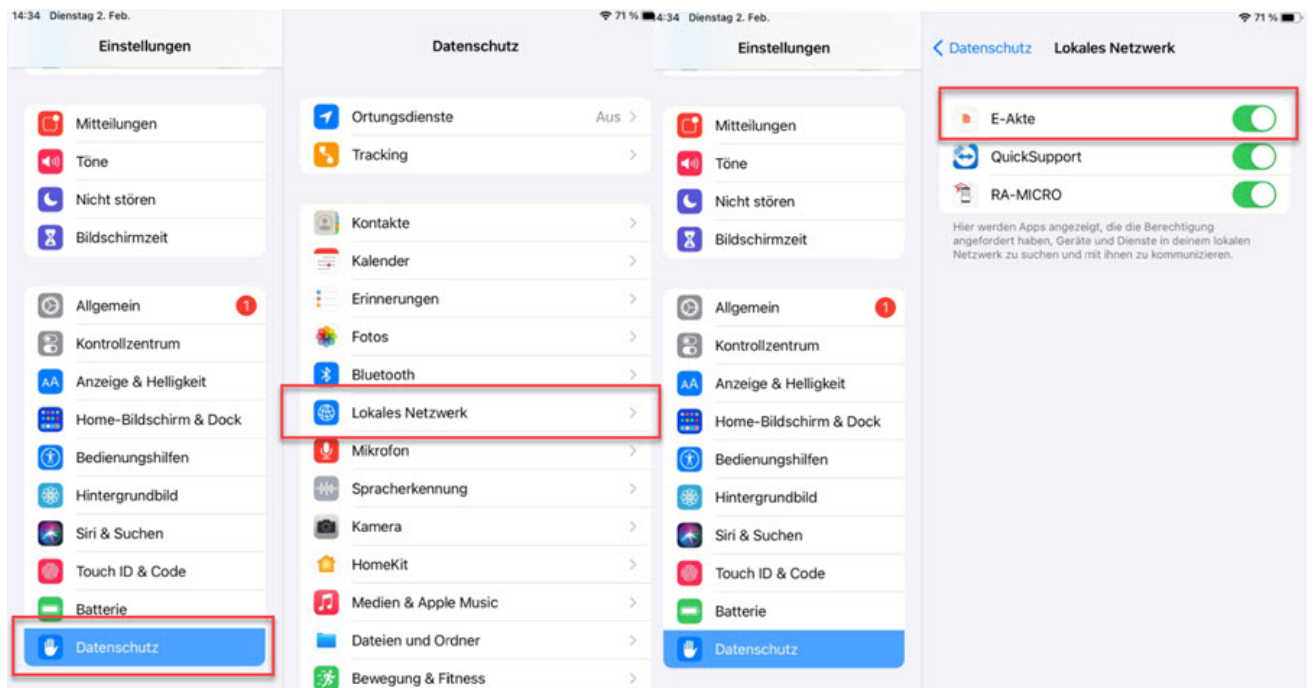 14:34 Dienstag 2. Feb.
71 %
Einstellungen
Mitteilungen
Töne
Nicht stören
Bildschirmzeit
Allgemein
1
Kontrollzentrum
AA
Anzeige & Helligkeit
Home-Bildschirm & Dock
Bedienungshilfen
Hintergrundbild
Siri & Suchen
Touch ID & Code
Batterie
Datenschutz
Datenschutz
Ortungsdienste Aus
Tracking
Kontakte
Kalender
Erinnerungen
Fotos
Bluetooth
Lokales Netzwerk
Mikrofon
Spracherkennung
Kamera
HomeKit
Medien & Apple Music
Dateien und Ordner
Bewegung & Fitness
4:34 Dienstag 2. Feb.
71 %
Einstellungen
Mitteilungen
Töne
Nicht stören
Bildschirmzeit
Allgemein
1
Kontrollzentrum
AA
Anzeige & Helligkeit
Home-Bildschirm & Dock
Bedienungshilfen
Hintergrundbild
Siri & Suchen
Touch ID & Code
Batterie
Datenschutz
Datenschutz
Lokales Netzwerk
E-Akte
QuickSupport
RA-MICRO
Hier werden Apps angezeigt, die die Berechtigung
angefordert haben, Geräte und Dienste in deinem lokalen
Netzwerk zu suchen und mit ihnen zu kommunizieren.